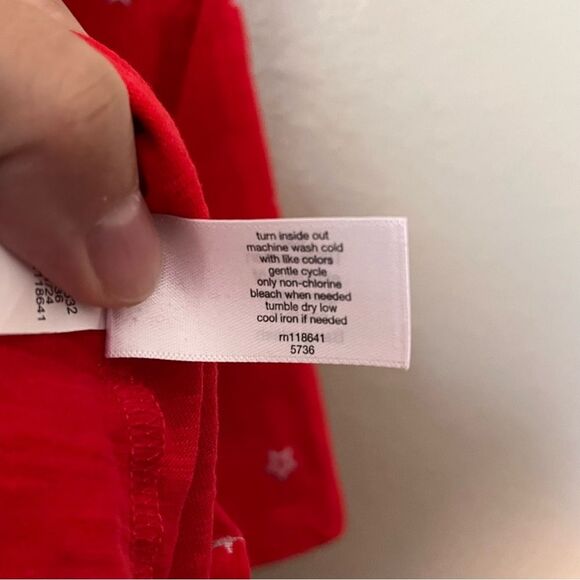 turn inside out
machine wash cold
with like colors
gentle cycle
only non-chlorine
bleach when needed
tumble dry low
cool iron if needed
rn118641
5736
118641